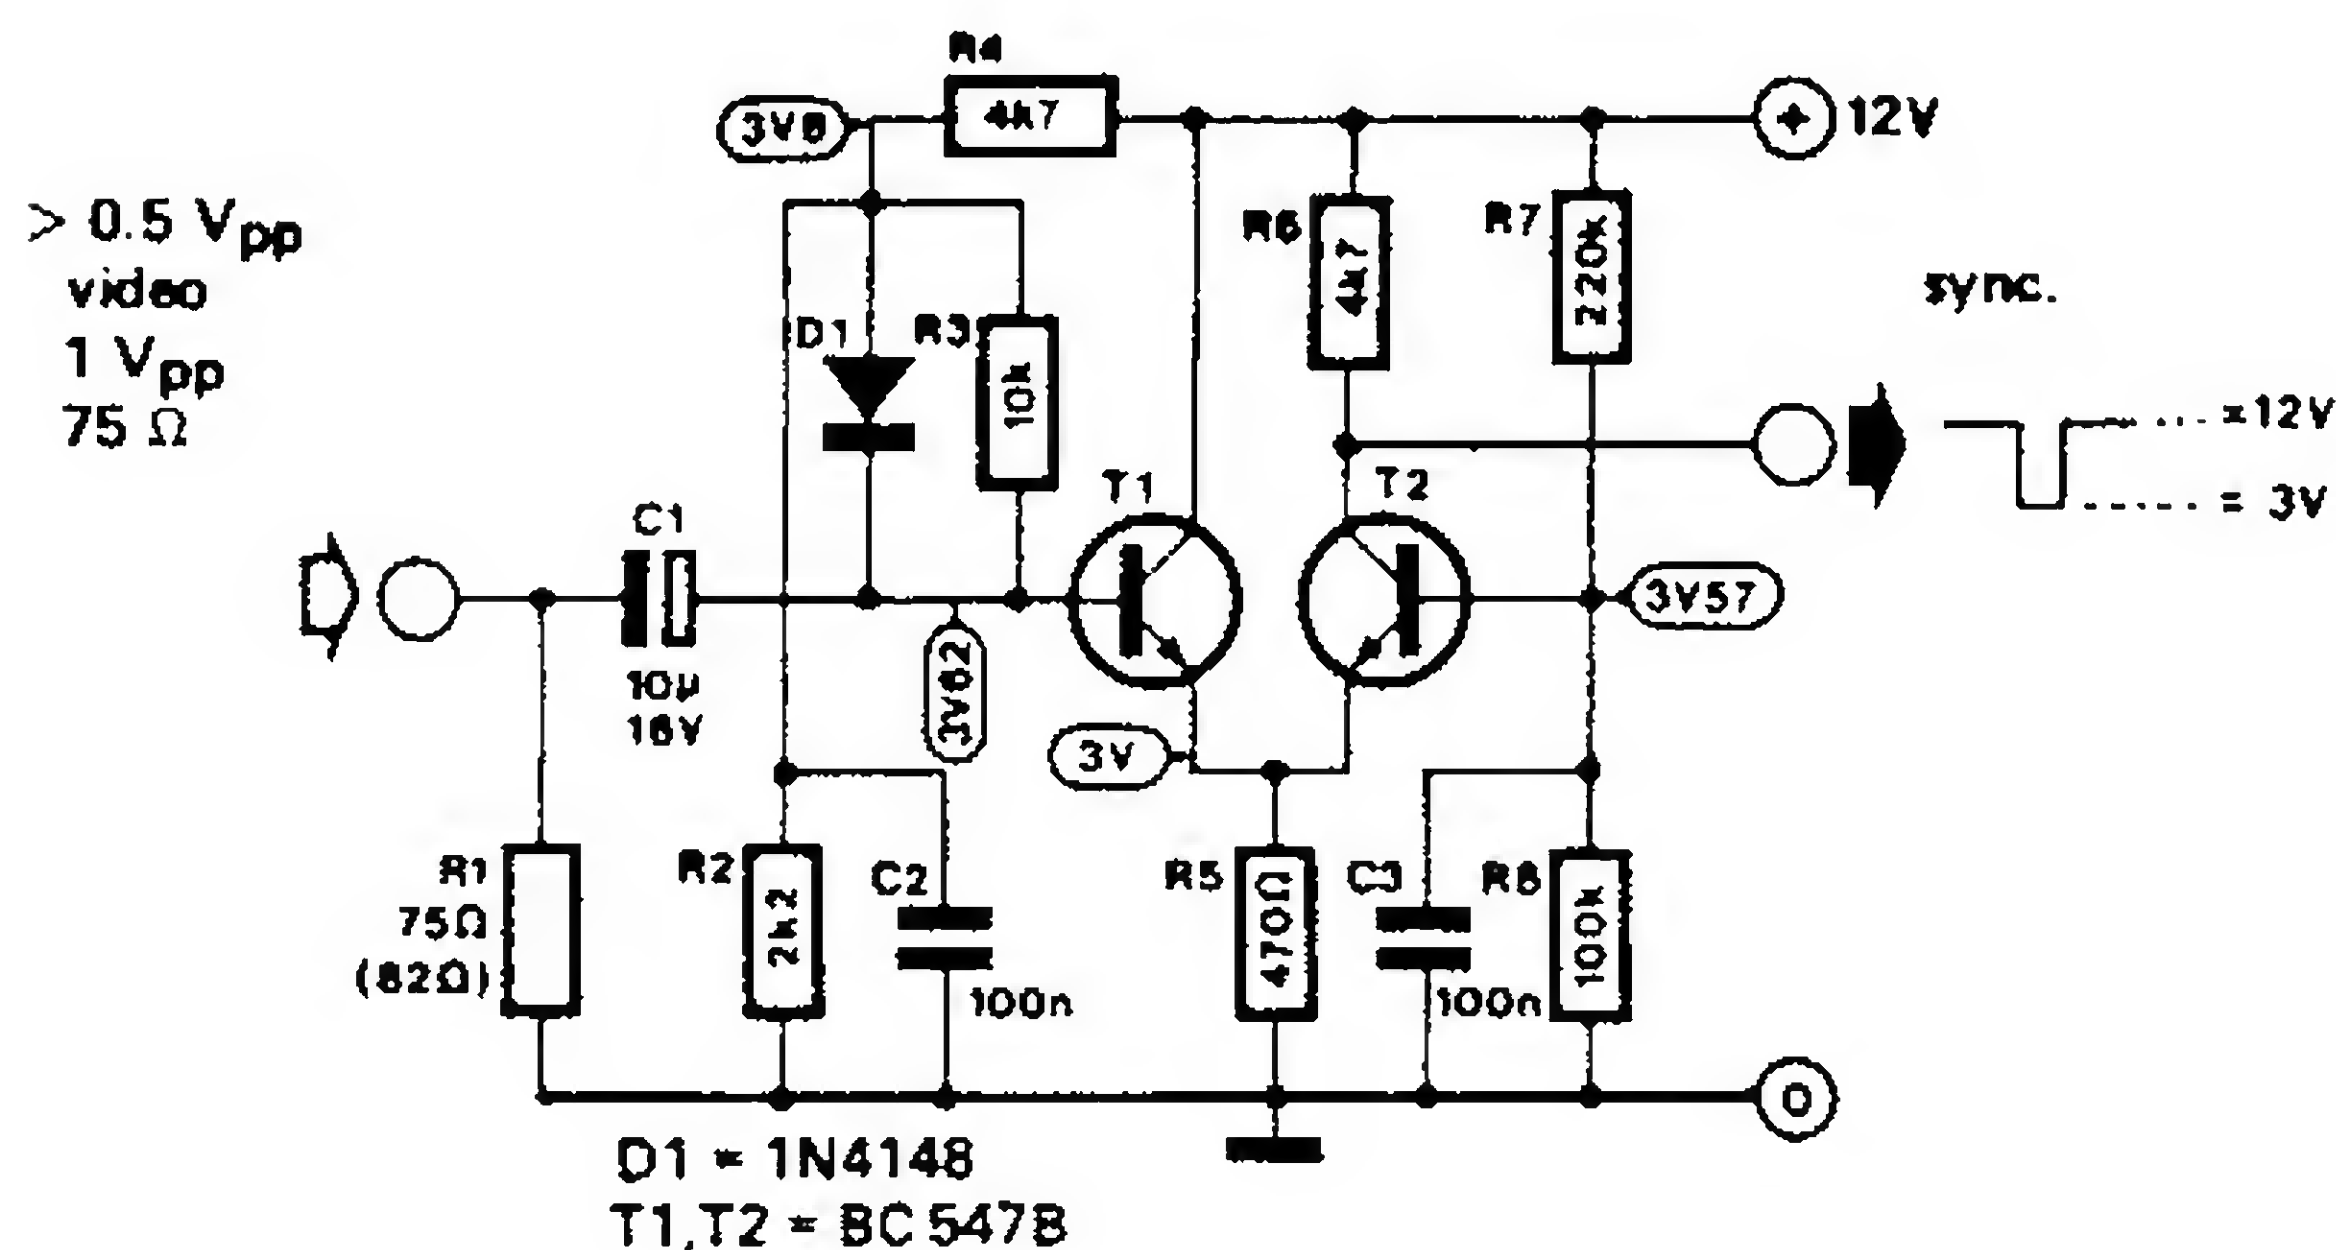 R4
4k7
12V
> 0.5 Vpp
video
1 Vpp
75 Ω
R6
4k7
R7
220k
sync.
D1
R3
10k
≈12V
= 3V
C1
10μ
16V
T1
T2
3V57
3V62
3V
R1
75Ω
(82Ω)
R2
2k2
C2
100n
R5
470Ω
C3
100n
R8
100k
0
D1 = 1N4148
T1,T2 = BC 547B